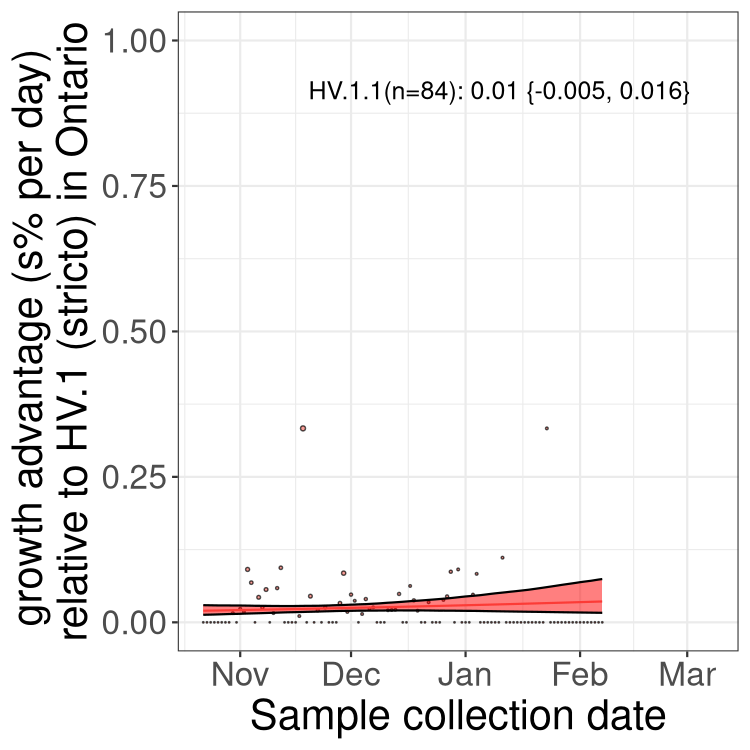 growth advantage (s% per day)
relative to HV.1 (stricto) in Ontario
1.00
0.75
0.50
0.25
0.00
HV.1.1(n=84): 0.01 {-0.005, 0.016}
Nov Dec Jan Feb Mar
Sample collection date